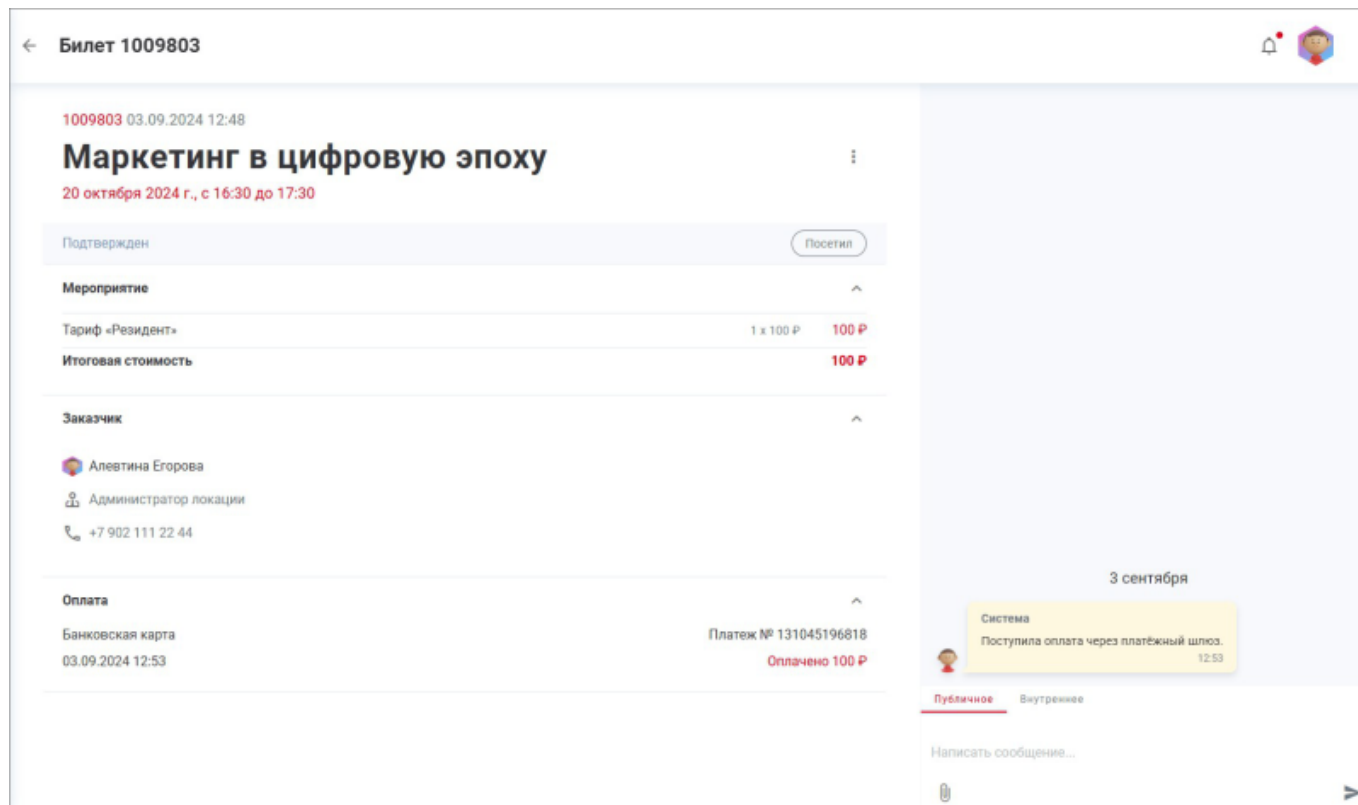 Билет 1009803
1009803 03.09.2024 12:48
Маркетинг в цифровую эпоху
20 октября 2024 г., с 16:30 до 17:30
Подтвержден
Посетил
Мероприятие
Тариф «Резидент» 1 x 100 ₽ 100 ₽
Итоговая стоимость 100 ₽
Заказчик
Алевтина Егорова
Администратор локации
+7 902 111 22 44
Оплата
Банковская карта Платеж № 131045196818
03.09.2024 12:53 Оплачено 100 ₽
3 сентября
Система
Поступила оплата через платёжный шлюз.
12:53
Публичное Внутреннее
Написать сообщение...